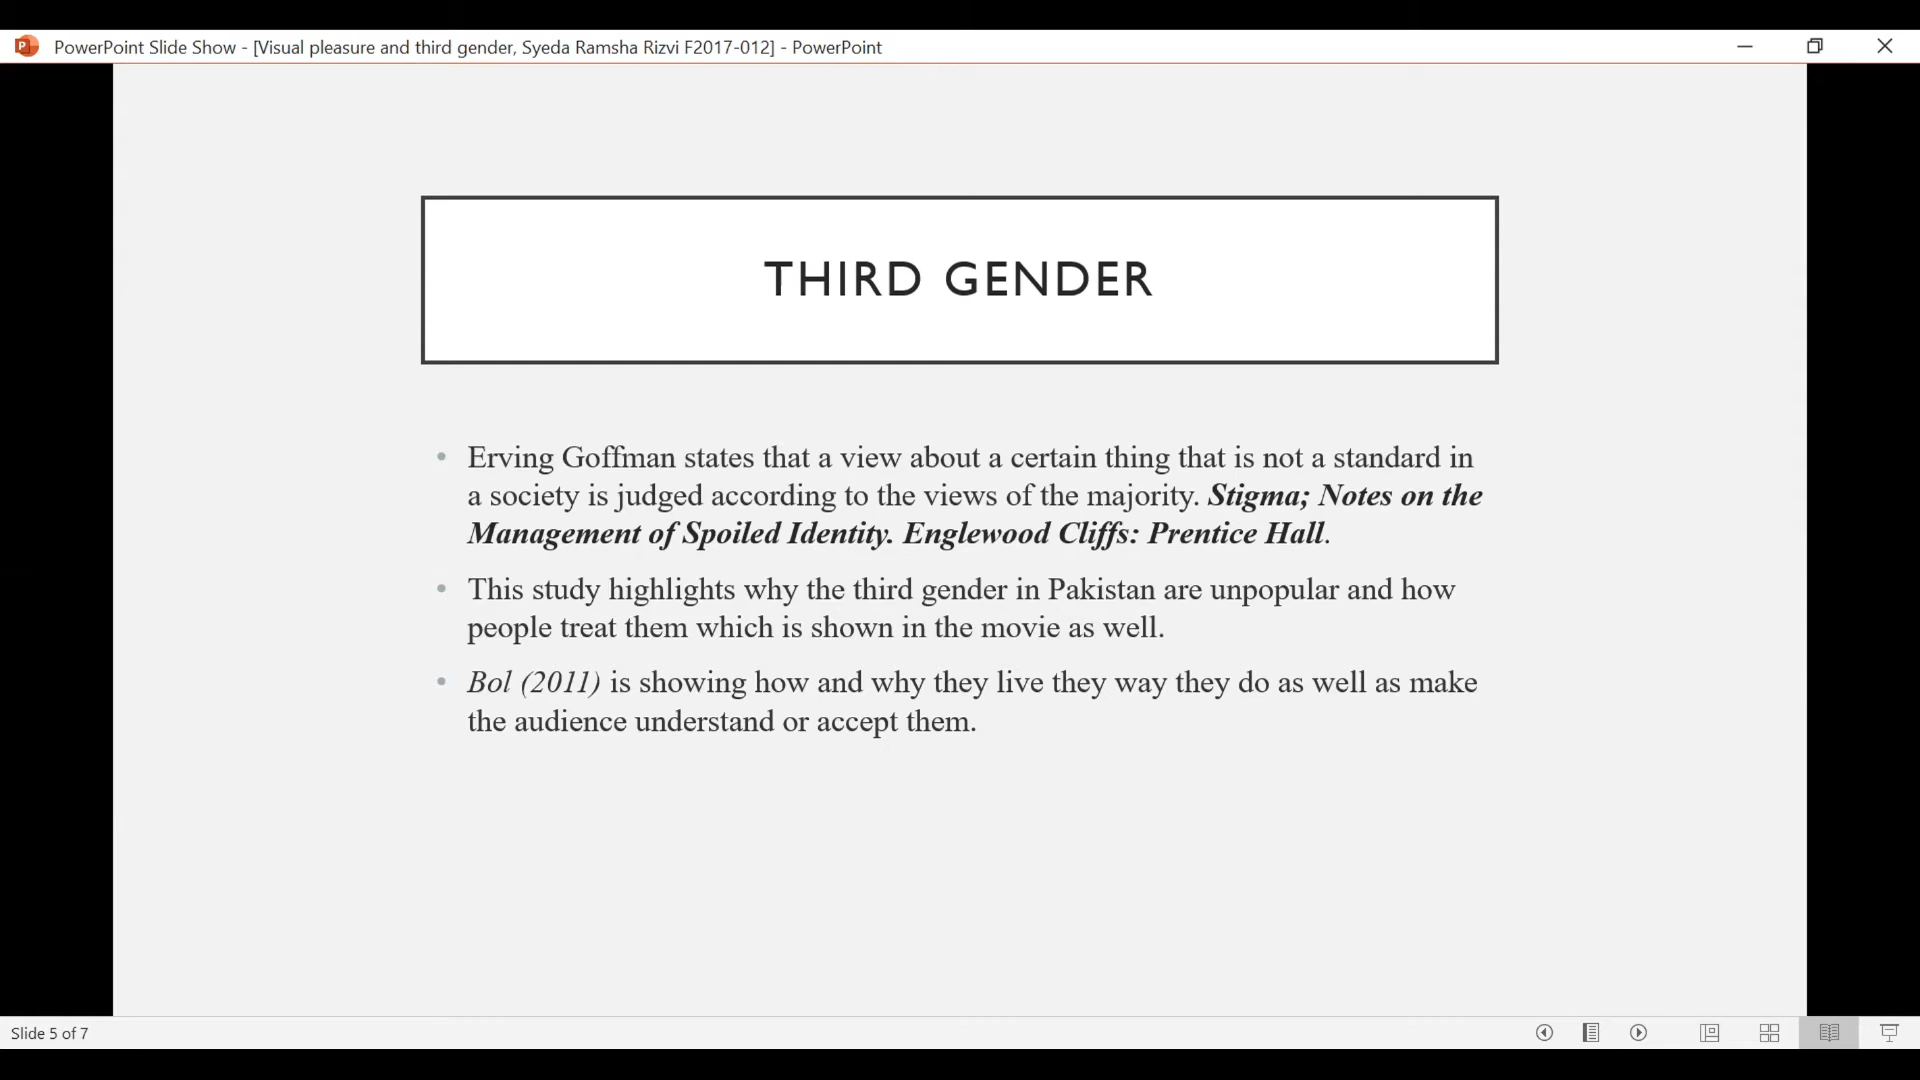 PowerPoint Slide Show - [Visual pleasure and third gender, Syeda Ramsha Rizvi F2017-012] - PowerPoint
THIRD GENDER
• Erving Goffman states that a view about a certain thing that is not a standard in
a society is judged according to the views of the majority. Stigma; Notes on the
Management of Spoiled Identity. Englewood Cliffs: Prentice Hall.
• This study highlights why the third gender in Pakistan are unpopular and how
people treat them which is shown in the movie as well.
• Bol (2011) is showing how and why they live they way they do as well as make
the audience understand or accept them.
Slide 5 of 7